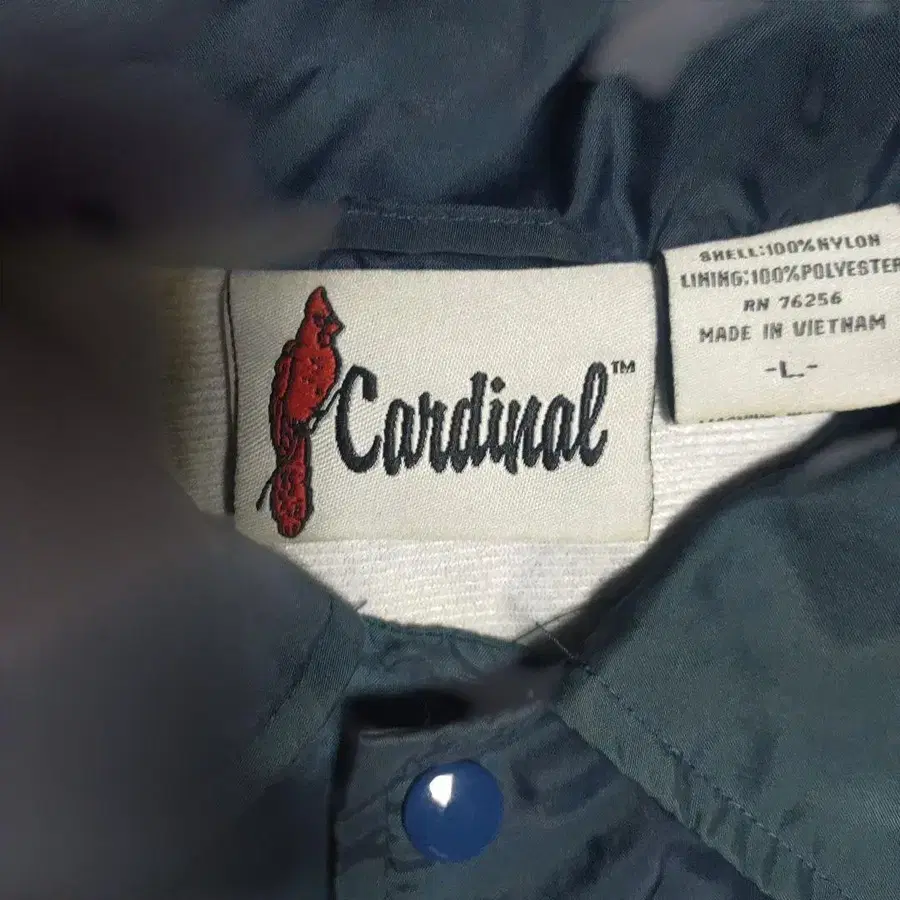 Cardinal™
SHELL:100%NYLON
LINING:100%POLYESTER
RN 76256
MADE IN VIETNAM
-L-